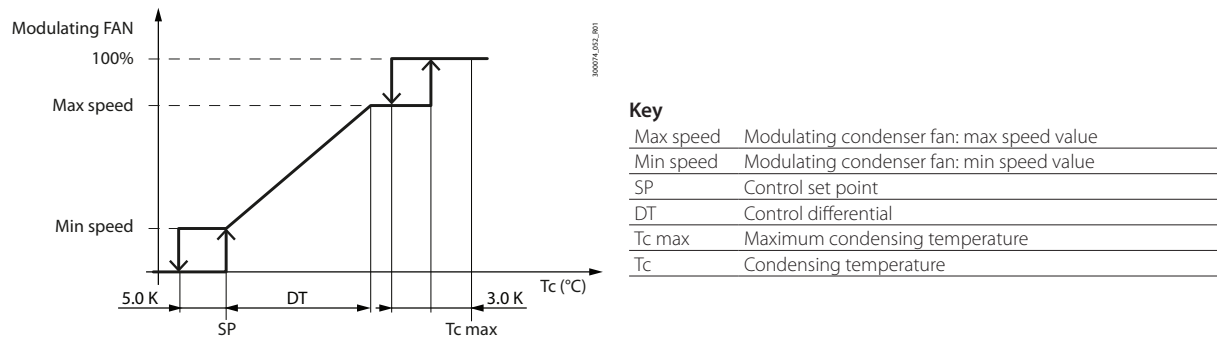 Modulating FAN
100%
Max speed
Min speed
5.0 K
DT
3.0 K
Tc (°C)
SP
Tc max
300074_052_R01
Key
Max speed Modulating condenser fan: max speed value
Min speed Modulating condenser fan: min speed value
SP Control set point
DT Control differential
Tc max Maximum condensing temperature
Tc Condensing temperature